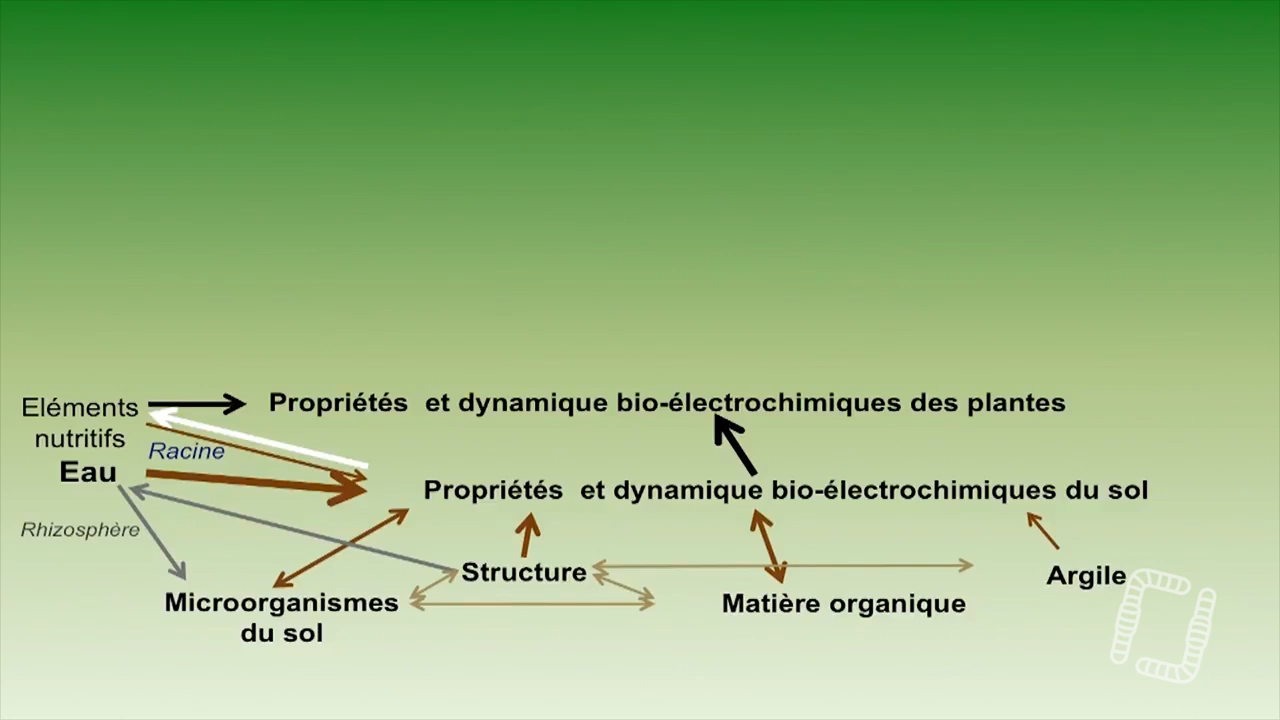 Eléments
nutritifs
Eau
Propriétés et dynamique bio-électrochimiques des plantes
Racine
Propriétés et dynamique bio-électrochimiques du sol
Rhizosphère
Structure
Argile
Microorganismes
du sol
Matière organique